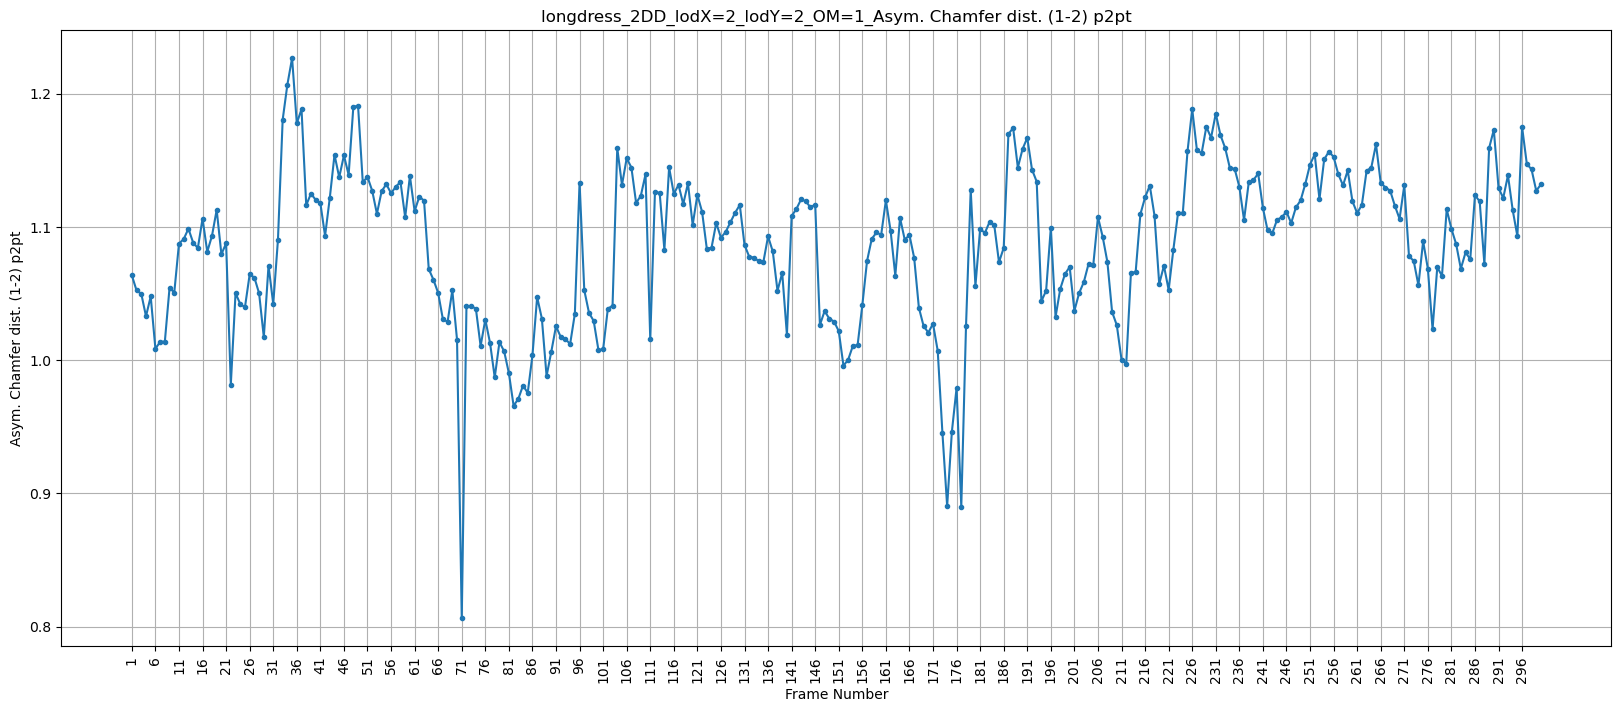 longdress_2DD_lodX=2_lodY=2_OM=1_Asym. Chamfer dist. (1-2) p2pt
Asym. Chamfer dist. (1-2) p2pt
1.2
1.1
1.0
0.9
0.8
1 6 11 16 21 26 31 36 41 46 51 56 61 66 71 76 81 86 91 96 101 106 111 116 121 126 131 136 141 146 151 156 161 166 171 176 181 186 191 196 201 206 211 216 221 226 231 236 241 246 251 256 261 266 271 276 281 286 291 296
Frame Number